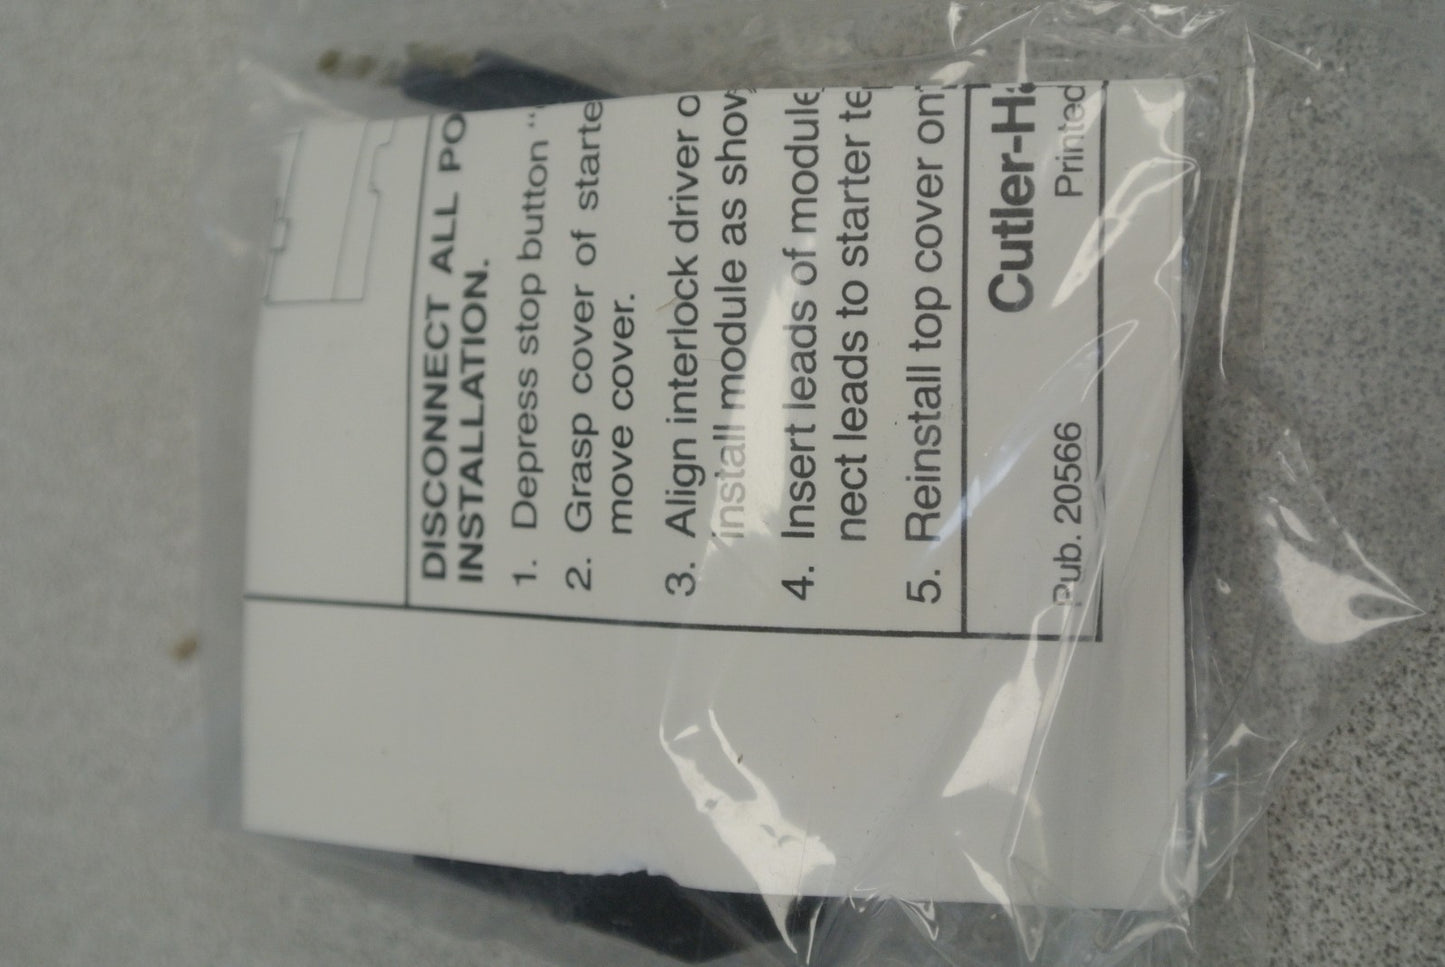 DISCONNECT ALL PO
INSTALLATION.
1. Depress stop button "
2. Grasp cover of starte
move cover.
3. Align interlock driver o
install module as show
4. Insert leads of module
nect leads to starter te
5. Reinstall top cover on
Cutler-Ha
Pub. 20566 Printed